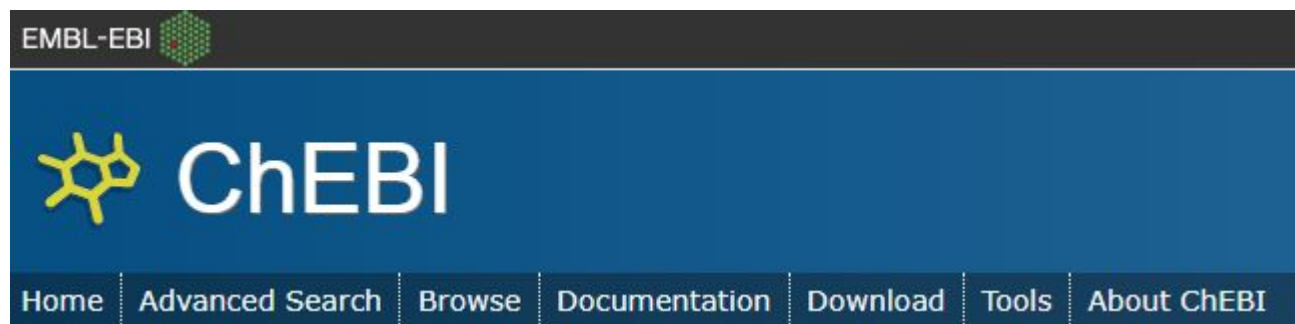 EMBL-EBI
ChEBI
Home Advanced Search Browse Documentation Download Tools About ChEBI